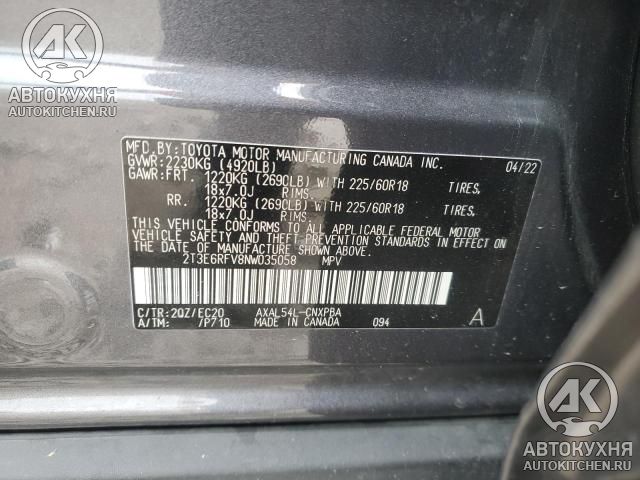 AK
АВТОКУХНЯ
AUTOKITCHEN.RU
MFD.BY:TOYOTA MOTOR MANUFACTURING CANADA INC. 04/22
GVWR:2230KG (4920LB)
GAWR:FRT. 1220KG (2690LB) WITH 225/60R18 TIRES,
18x7.0J RIMS
RR. 1220KG (2690LB) WITH 225/60R18 TIRES,
18x7.0J RIMS
THIS VEHICLE CONFORMS TO ALL APPLICABLE FEDERAL MOTOR
VEHICLE SAFETY AND THEFT PREVENTION STANDARDS IN EFFECT
ON THE DATE OF MANUFACTURE SHOWN ABOVE.
2T3E6RFV8NW035058 MPV
C/TR:2QZ/EC20 AXAL54L-CNXPBA
A/TM: /P710 MADE IN CANADA 094 A
AK
АВТОКУХНЯ
AUTOKITCHEN.RU